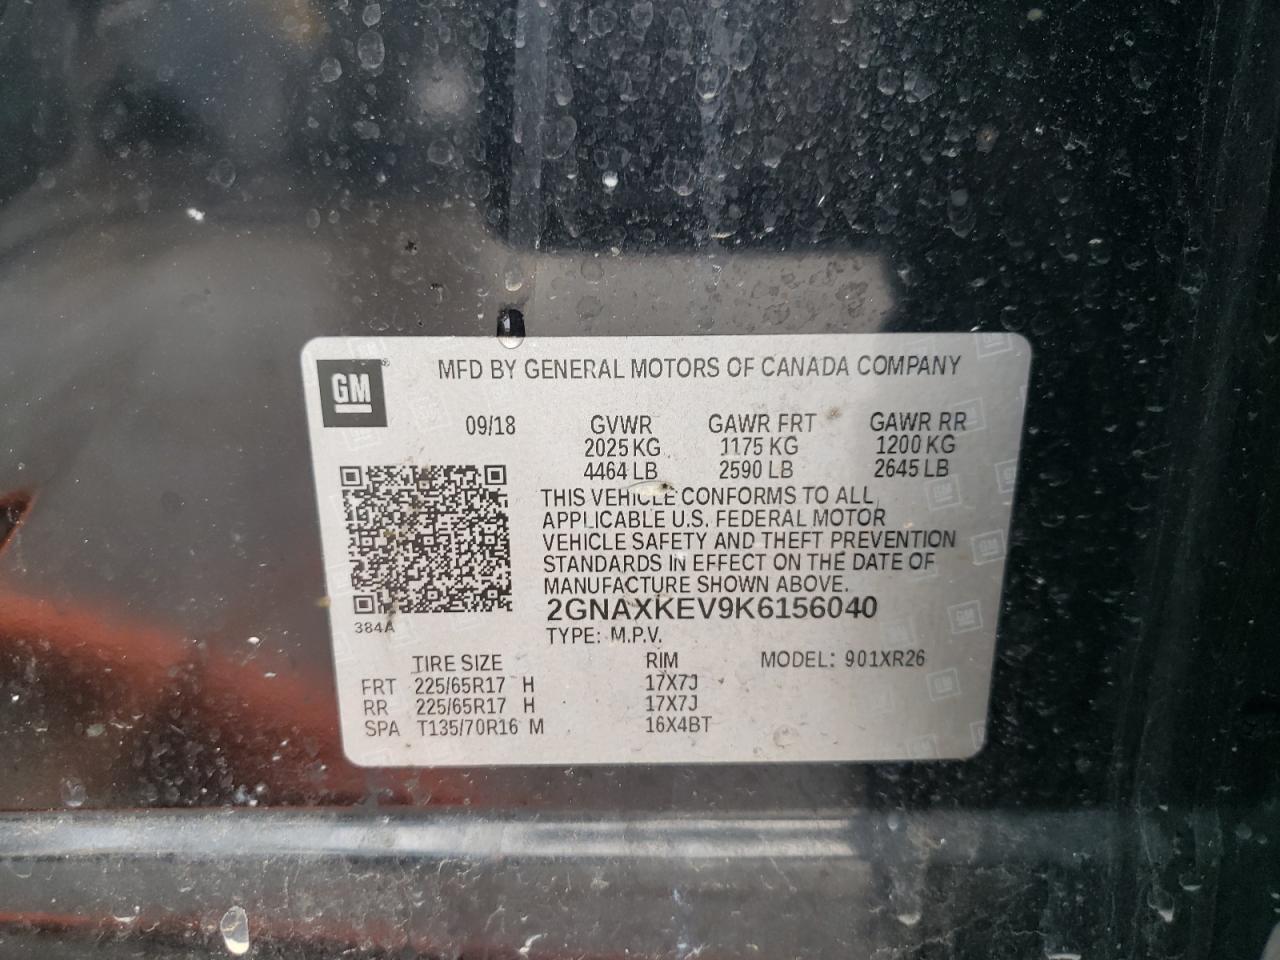 GM ® MFD BY GENERAL MOTORS OF CANADA COMPANY
09/18 GVWR GAWR FRT GAWR RR
2025 KG 1175 KG 1200 KG
4464 LB 2590 LB 2645 LB
THIS VEHICLE CONFORMS TO ALL
APPLICABLE U.S. FEDERAL MOTOR
VEHICLE SAFETY AND THEFT PREVENTION
STANDARDS IN EFFECT ON THE DATE OF
MANUFACTURE SHOWN ABOVE.
2GNAXKEV9K6156040
384A
TYPE: M.P.V.
TIRE SIZE RIM MODEL: 901XR26
FRT 225/65R17 H 17X7J
RR 225/65R17 H 17X7J
SPA T135/70R16 M 16X4BT